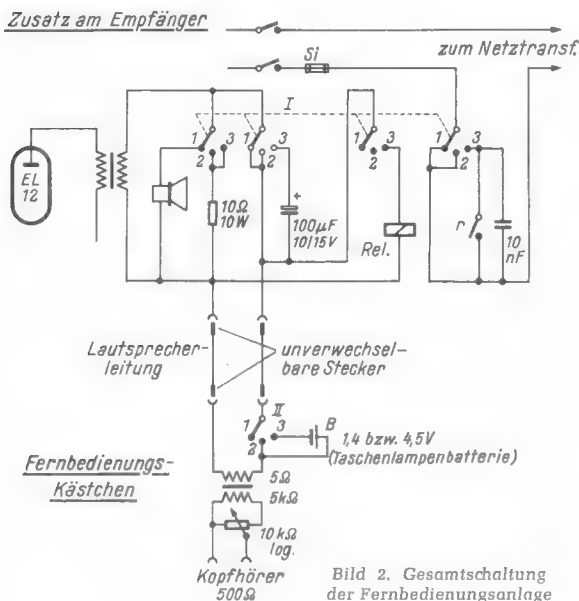 Zusatz am Empfänger
zum Netztransf.
Si
I
1 3
2
1 3
2
1 3
2
1 3
2
EL
12
10Ω
10W
+
100μF
10/15V
Rel.
r
10
nF
Lautsprecher-
leitung
unverwechsel-
bare Stecker
II
1 3
2
B
1,4 bzw. 4,5V
(Taschenlampenbatterie)
Fernbedienungs-
Kästchen
5Ω
5kΩ
10kΩ
log.
Kopfhörer
500Ω
Bild 2. Gesamtschaltung
der Fernbedienungsanlage